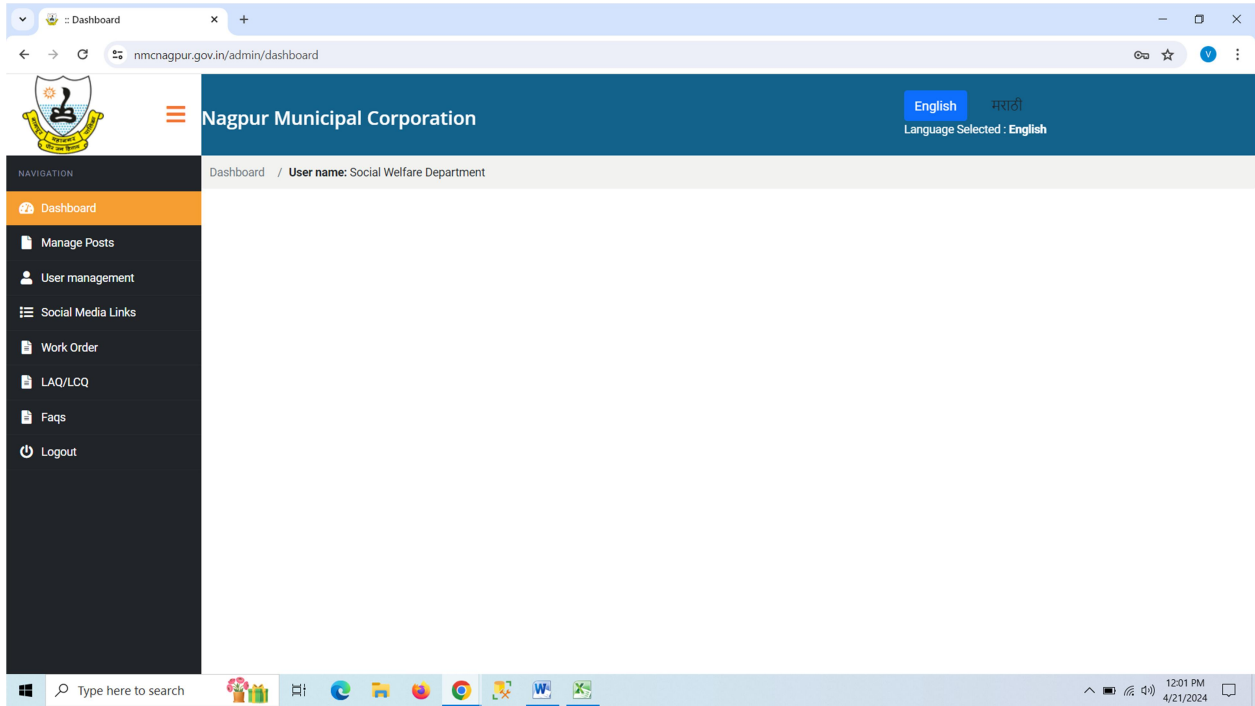 :: Dashboard
nmcnagpur.gov.in/admin/dashboard
V
Nagpur Municipal Corporation
English
मराठी
Language Selected : English
NAVIGATION
Dashboard / User name: Social Welfare Department
Dashboard
Manage Posts
User management
Social Media Links
Work Order
LAQ/LCQ
Faqs
Logout
Type here to search
12:01 PM
4/21/2024